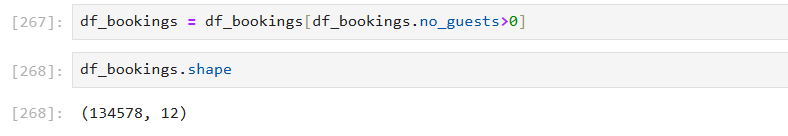 [267]: df_bookings = df_bookings[df_bookings.no_guests>0]
[268]: df_bookings.shape
[268]: (134578, 12)